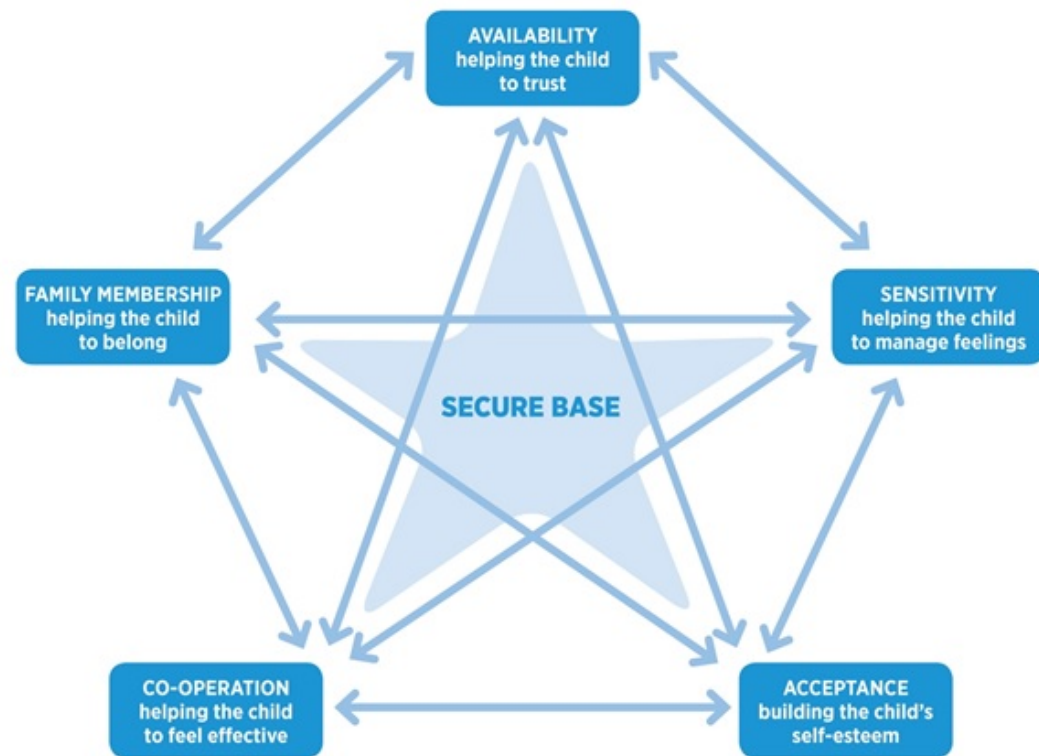 AVAILABILITY
helping the child
to trust
FAMILY MEMBERSHIP
helping the child
to belong
SENSITIVITY
helping the child
to manage feelings
SECURE BASE
CO-OPERATION
helping the child
to feel effective
ACCEPTANCE
building the child's
self-esteem